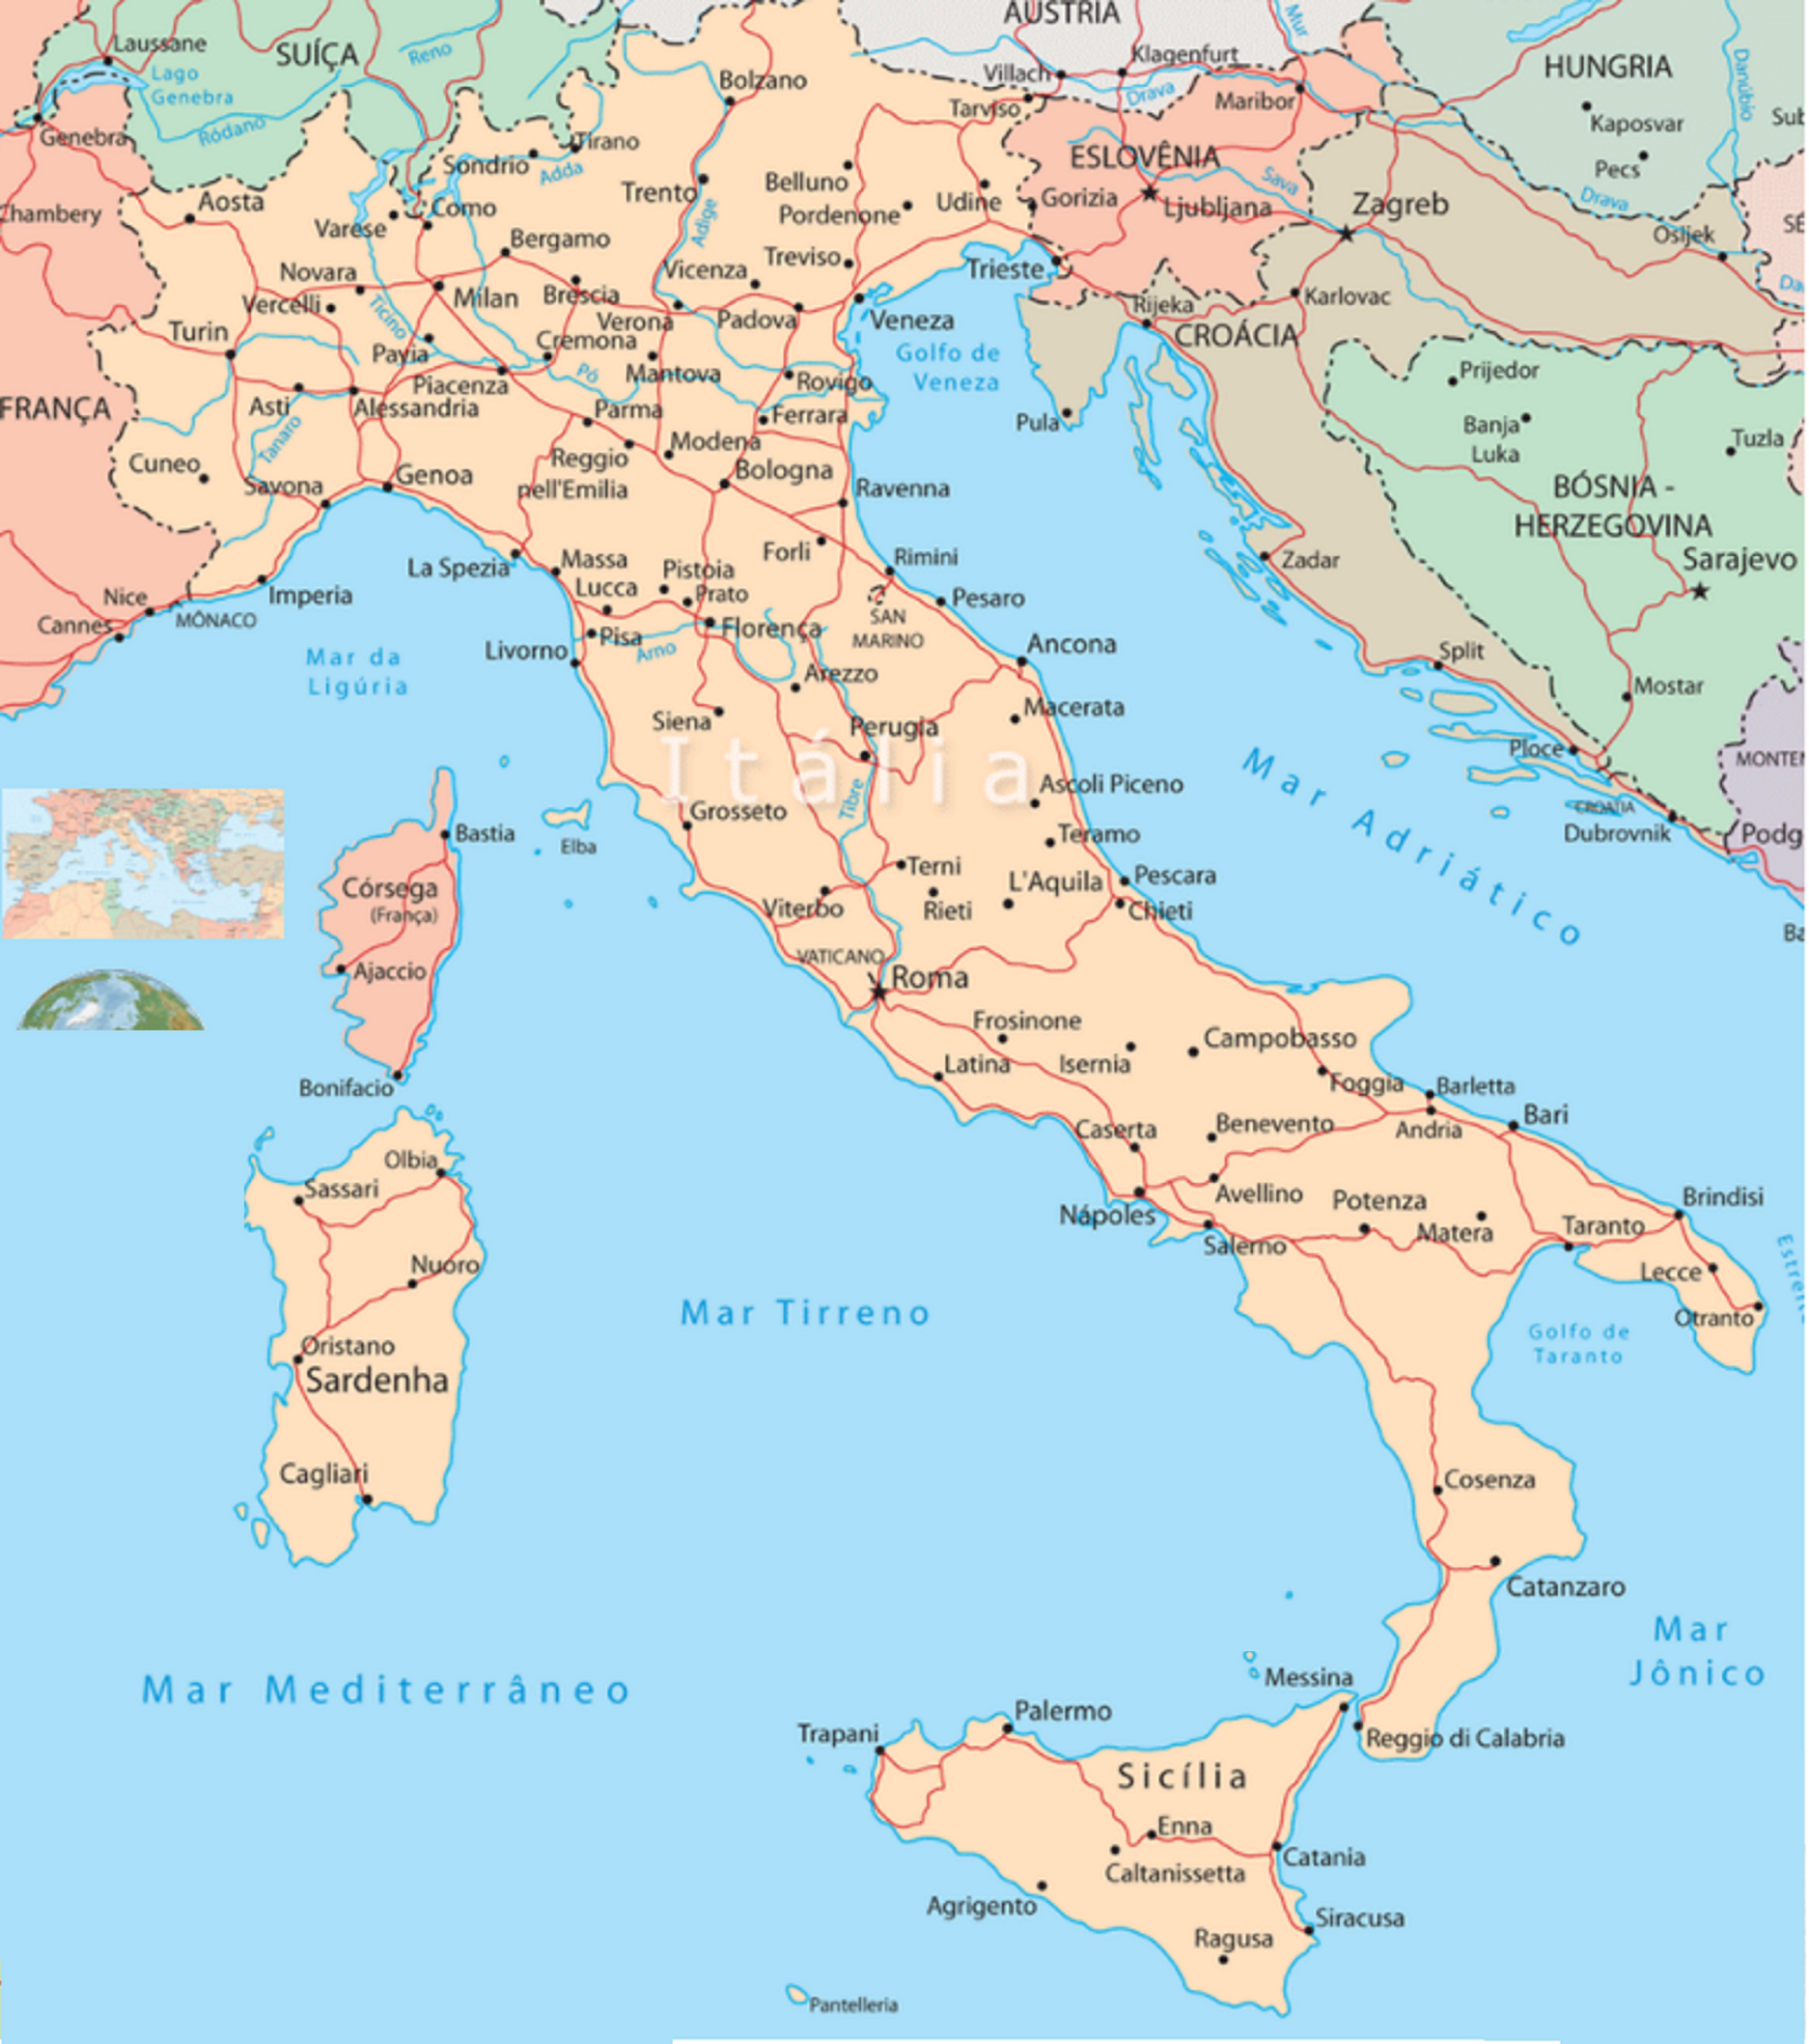 AUSTRIA
Laussane
SUÍÇA
Reno
Mur
Klagenfurt
Villach
HUNGRIA
Danúbio
Lago
Genebra
Bolzano
Drava
Tarviso
Maribor
Kaposvar
Sub
Genebra
Ródano
Tirano
Sondrio
Adda
ESLOVÊNIA
Pecs
Sava
Drava
Chambery
Aosta
Varese
Como
Trento
Adige
Belluno
Pordenone
Udine
Gorizia
Ljubljana
Zagreb
SÉ
Osljek
Bergamo
Novara
Vicenza
Treviso
Trieste
Da
Vercelli
Ticino
Milan
Brescia
Verona
Padova
Veneza
Rijeka
Karlovac
CROÁCIA
Turin
Pavia
Cremona
Golfo de
Veneza
Piacenza
Pó
Mantova
Rovigo
Prijedor
FRANÇA
Asti
Alessandria
Parma
Ferrara
Pula
Banja
Luka
Tuzla
Tanaro
Modena
Cuneo
Savona
Genoa
Reggio
pell'Emilia
Bologna
Ravenna
BÓSNIA -
HERZEGOVINA
La Spezia
Massa
Pistoia
Forli
Rimini
Zadar
Sarajevo
Nice
Imperia
Lucca
Prato
Pesaro
Cannes
MÔNACO
SAN
MARINO
Florença
Pisa
Arno
Livorno
Ancona
Split
Mar da
Ligúria
Arezzo
Mostar
Siena
Macerata
Perugia
Ploce
Itália
Mar Adriático
MONTEN
Tibre
Ascoli Piceno
Grosseto
CROATIA
Dubrovnik
Podg
Bastia
Elba
Teramo
Terni
L'Aquila
Pescara
Córsega
(França)
Viterbo
Rieti
Chieti
Ba
VATICANO
Ajaccio
Roma
Frosinone
Campobasso
Latina
Isernia
Bonifacio
Foggia
Barletta
Caserta
Benevento
Andria
Bari
Olbia
Sassari
Avellino
Potenza
Brindisi
Nápoles
Matera
Taranto
Salerno
Estrei
Nuoro
Lecce
Mar Tirreno
Otranto
Golfo de
Taranto
Oristano
Sardenha
Cagliari
Cosenza
Catanzaro
Mar
Jônico
Mar Mediterrâneo
Messina
Palermo
Trapani
Reggio di Calabria
Sicília
Enna
Catania
Caltanissetta
Agrigento
Siracusa
Ragusa
Pantelleria